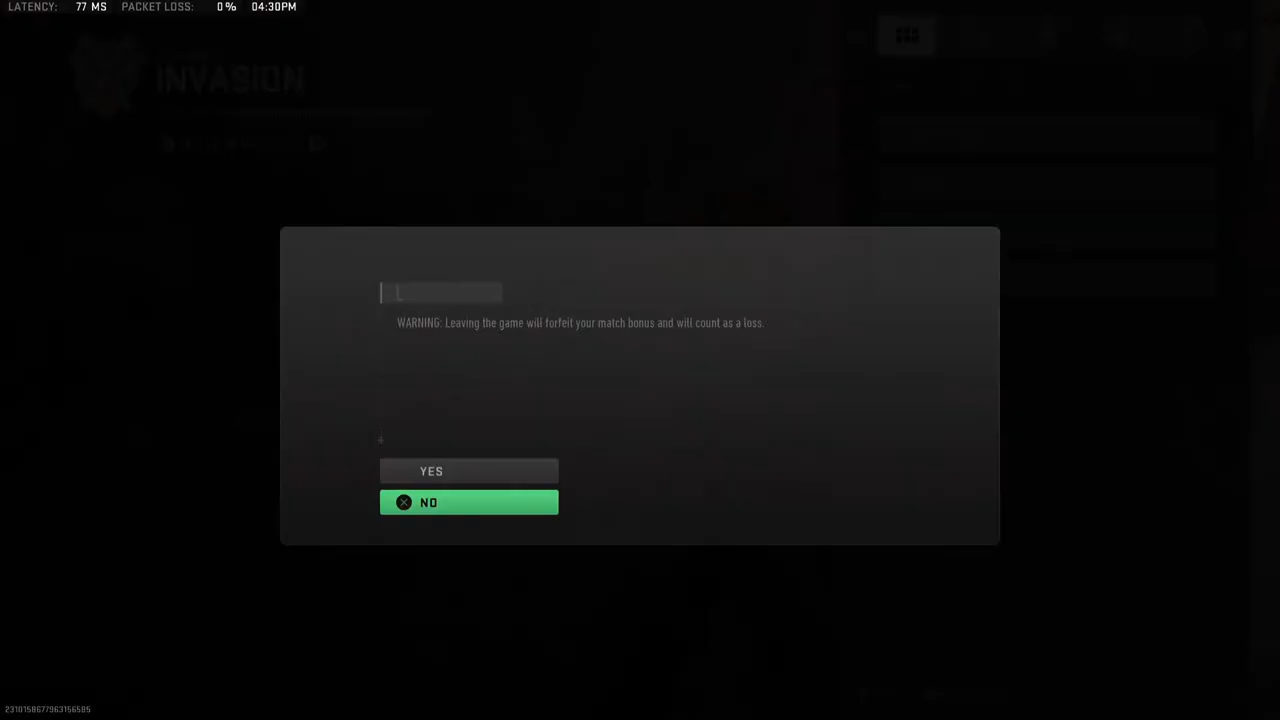 LATENCY: 77 MS PACKET LOSS: 0 % 04:30PM
INVASION
WARNING: Leaving the game will forfeit your match bonus and will count as a loss.
YES
NO
2310158677963156585